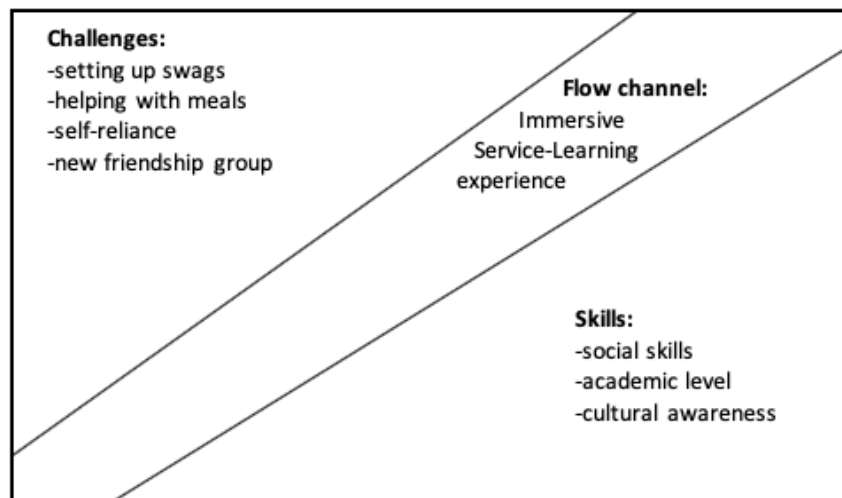 Challenges:
-setting up swags
-helping with meals
-self-reliance
-new friendship group
Flow channel:
Immersive
Service-Learning
experience
Skills:
-social skills
-academic level
-cultural awareness